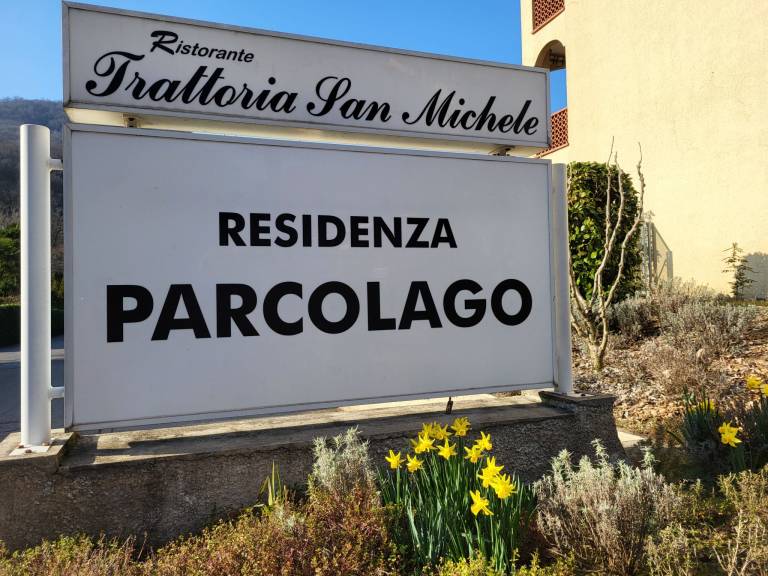 Ristorante
Trattoria San Michele
RESIDENZA
PARCOLAGO